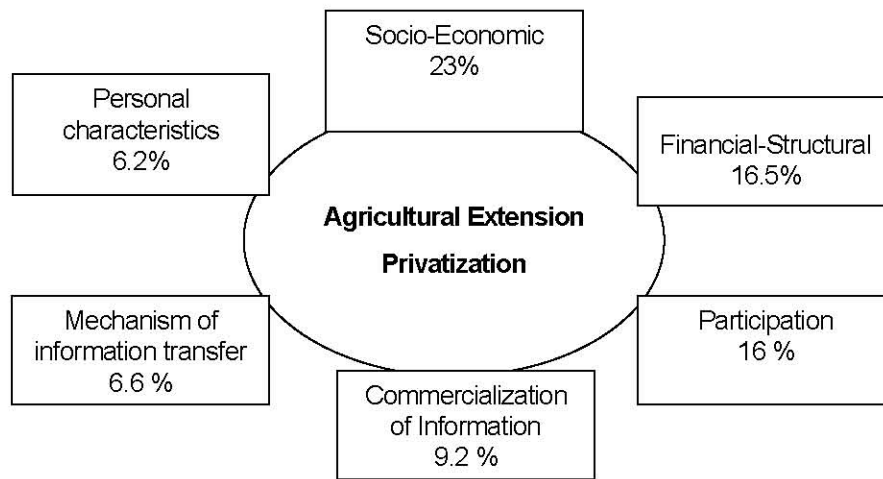 Socio-Economic
23%
Personal
characteristics
6.2%
Financial-Structural
16.5%
Agricultural Extension
Privatization
Mechanism of
information transfer
6.6 %
Participation
16 %
Commercialization
of Information
9.2 %